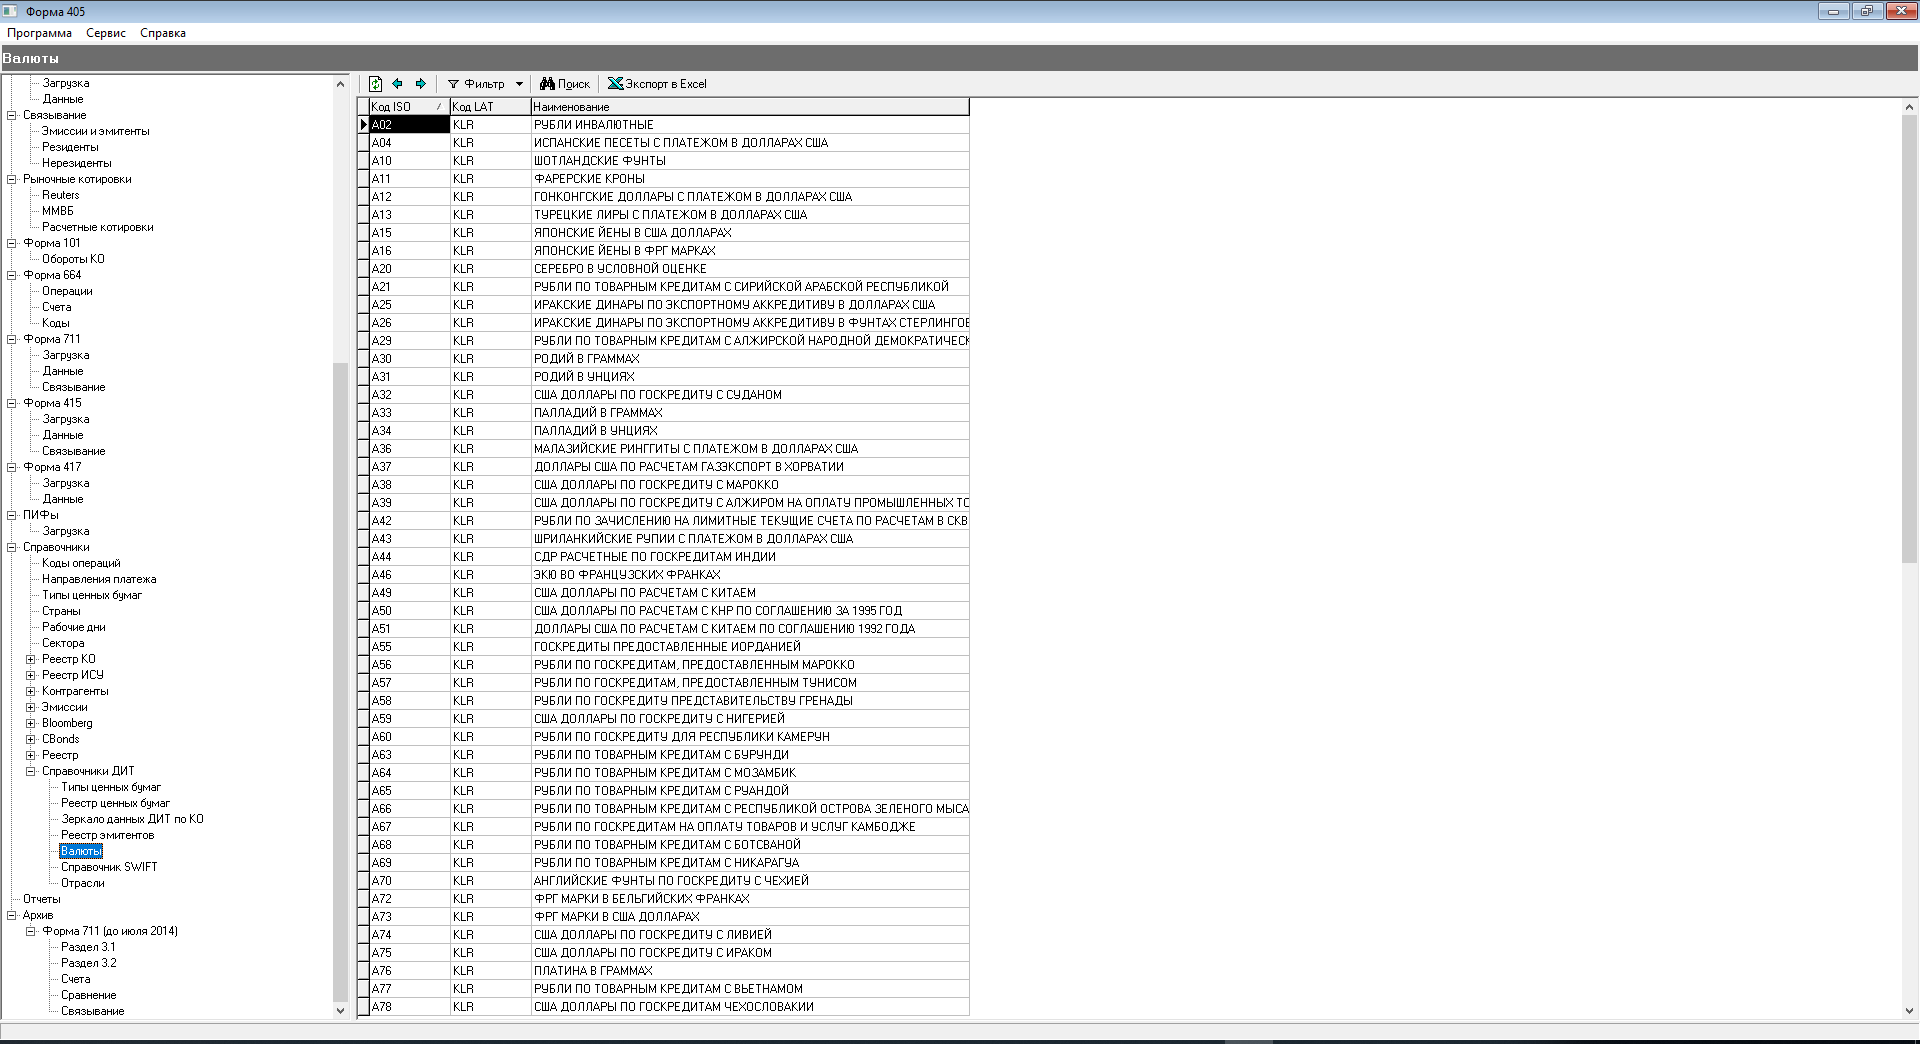 Форма 405
Программа Сервис Справка
Валюты
Загрузка
Данные
Связывание
Эмиссии и эмитенты
Резиденты
Нерезиденты
Рыночные котировки
Reuters
ММВБ
Расчетные котировки
Форма 101
Обороты КО
Форма 664
Операции
Счета
Коды
Форма 711
Загрузка
Данные
Связывание
Форма 415
Загрузка
Данные
Связывание
Форма 417
Загрузка
Данные
ПИФы
Загрузка
Справочники
Коды операций
Направления платежа
Типы ценных бумаг
Страны
Рабочие дни
Сектора
Реестр КО
Реестр ИСУ
Контрагенты
Эмиссии
Bloomberg
CBonds
Реестр
Справочники ДИТ
Типы ценных бумаг
Реестр ценных бумаг
Зеркало данных ДИТ по КО
Реестр эмитентов
Валюты
Справочник SWIFT
Отрасли
Отчеты
Архив
Форма 711 (до июля 2014)
Раздел 3.1
Раздел 3.2
Счета
Сравнение
Связывание
Фильтр Поиск Экспорт в Excel
Код ISO Код LAT Наименование
A02 KLR РУБЛИ ИНВАЛЮТНЫЕ
A04 KLR ИСПАНСКИЕ ПЕСЕТЫ С ПЛАТЕЖОМ В ДОЛЛАРАХ США
A10 KLR ШОТЛАНДСКИЕ ФУНТЫ
A11 KLR ФАРЕРСКИЕ КРОНЫ
A12 KLR ГОНКОНГСКИЕ ДОЛЛАРЫ С ПЛАТЕЖОМ В ДОЛЛАРАХ США
A13 KLR ТУРЕЦКИЕ ЛИРЫ С ПЛАТЕЖОМ В ДОЛЛАРАХ США
A15 KLR ЯПОНСКИЕ ЙЕНЫ В США ДОЛЛАРАХ
A16 KLR ЯПОНСКИЕ ЙЕНЫ В ФРГ МАРКАХ
A20 KLR СЕРЕБРО В УСЛОВНОЙ ОЦЕНКЕ
A21 KLR РУБЛИ ПО ТОВАРНЫМ КРЕДИТАМ С СИРИЙСКОЙ АРАБСКОЙ РЕСПУБЛИКОЙ
A25 KLR ИРАКСКИЕ ДИНАРЫ ПО ЭКСПОРТНОМУ АККРЕДИТИВУ В ДОЛЛАРАХ США
A26 KLR ИРАКСКИЕ ДИНАРЫ ПО ЭКСПОРТНОМУ АККРЕДИТИВУ В ФУНТАХ СТЕРЛИНГОВ
A29 KLR РУБЛИ ПО ТОВАРНЫМ КРЕДИТАМ С АЛЖИРСКОЙ НАРОДНОЙ ДЕМОКРАТИЧЕСК
A30 KLR РОДИЙ В ГРАММАХ
A31 KLR РОДИЙ В УНЦИЯХ
A32 KLR США ДОЛЛАРЫ ПО ГОСКРЕДИТУ С СУДАНОМ
A33 KLR ПАЛЛАДИЙ В ГРАММАХ
A34 KLR ПАЛЛАДИЙ В УНЦИЯХ
A36 KLR МАЛАЗИЙСКИЕ РИНГГИТЫ С ПЛАТЕЖОМ В ДОЛЛАРАХ США
A37 KLR ДОЛЛАРЫ США ПО РАСЧЕТАМ ГАЗЭКСПОРТ В ХОРВАТИИ
A38 KLR США ДОЛЛАРЫ ПО ГОСКРЕДИТУ С МАРОККО
A39 KLR США ДОЛЛАРЫ ПО ГОСКРЕДИТУ С АЛЖИРОМ НА ОПЛАТУ ПРОМЫШЛЕННЫХ ТО
A42 KLR РУБЛИ ПО ЗАЧИСЛЕНИЮ НА ЛИМИТНЫЕ ТЕКУЩИЕ СЧЕТА ПО РАСЧЕТАМ В СКВ
A43 KLR ШРИЛАНКИЙСКИЕ РУПИИ С ПЛАТЕЖОМ В ДОЛЛАРАХ США
A44 KLR СДР РАСЧЕТНЫЕ ПО ГОСКРЕДИТАМ ИНДИИ
A46 KLR ЭКЮ ВО ФРАНЦУЗСКИХ ФРАНКАХ
A49 KLR США ДОЛЛАРЫ ПО РАСЧЕТАМ С КИТАЕМ
A50 KLR США ДОЛЛАРЫ ПО РАСЧЕТАМ С КНР ПО СОГЛАШЕНИЮ ЗА 1995 ГОД
A51 KLR ДОЛЛАРЫ США ПО РАСЧЕТАМ С КИТАЕМ ПО СОГЛАШЕНИЮ 1992 ГОДА
A55 KLR ГОСКРЕДИТЫ ПРЕДОСТАВЛЕННЫЕ ИОРДАНИЕЙ
A56 KLR РУБЛИ ПО ГОСКРЕДИТАМ, ПРЕДОСТАВЛЕННЫМ МАРОККО
A57 KLR РУБЛИ ПО ГОСКРЕДИТАМ, ПРЕДОСТАВЛЕННЫМ ТУНИСОМ
A58 KLR РУБЛИ ПО ГОСКРЕДИТУ ПРЕДСТАВИТЕЛЬСТВУ ГРЕНАДЫ
A59 KLR США ДОЛЛАРЫ ПО ГОСКРЕДИТУ С НИГЕРИЕЙ
A60 KLR РУБЛИ ПО ГОСКРЕДИТУ ДЛЯ РЕСПУБЛИКИ КАМЕРУН
A63 KLR РУБЛИ ПО ТОВАРНЫМ КРЕДИТАМ С БУРУНДИ
A64 KLR РУБЛИ ПО ТОВАРНЫМ КРЕДИТАМ С МОЗАМБИК
A65 KLR РУБЛИ ПО ТОВАРНЫМ КРЕДИТАМ С РУАНДОЙ
A66 KLR РУБЛИ ПО ТОВАРНЫМ КРЕДИТАМ С РЕСПУБЛИКОЙ ОСТРОВА ЗЕЛЕНОГО МЫСА
A67 KLR РУБЛИ ПО ГОСКРЕДИТАМ НА ОПЛАТУ ТОВАРОВ И УСЛУГ КАМБОДЖЕ
A68 KLR РУБЛИ ПО ТОВАРНЫМ КРЕДИТАМ С БОТСВАНОЙ
A69 KLR РУБЛИ ПО ТОВАРНЫМ КРЕДИТАМ С НИКАРАГУА
A70 KLR АНГЛИЙСКИЕ ФУНТЫ ПО ГОСКРЕДИТУ С ЧЕХИЕЙ
A72 KLR ФРГ МАРКИ В БЕЛЬГИЙСКИХ ФРАНКАХ
A73 KLR ФРГ МАРКИ В США ДОЛЛАРАХ
A74 KLR США ДОЛЛАРЫ ПО ГОСКРЕДИТУ С ЛИВИЕЙ
A75 KLR США ДОЛЛАРЫ ПО ГОСКРЕДИТУ С ИРАКОМ
A76 KLR ПЛАТИНА В ГРАММАХ
A77 KLR РУБЛИ ПО ТОВАРНЫМ КРЕДИТАМ С ВЬЕТНАМОМ
A78 KLR США ДОЛЛАРЫ ПО ГОСКРЕДИТАМ ЧЕХОСЛОВАКИИ